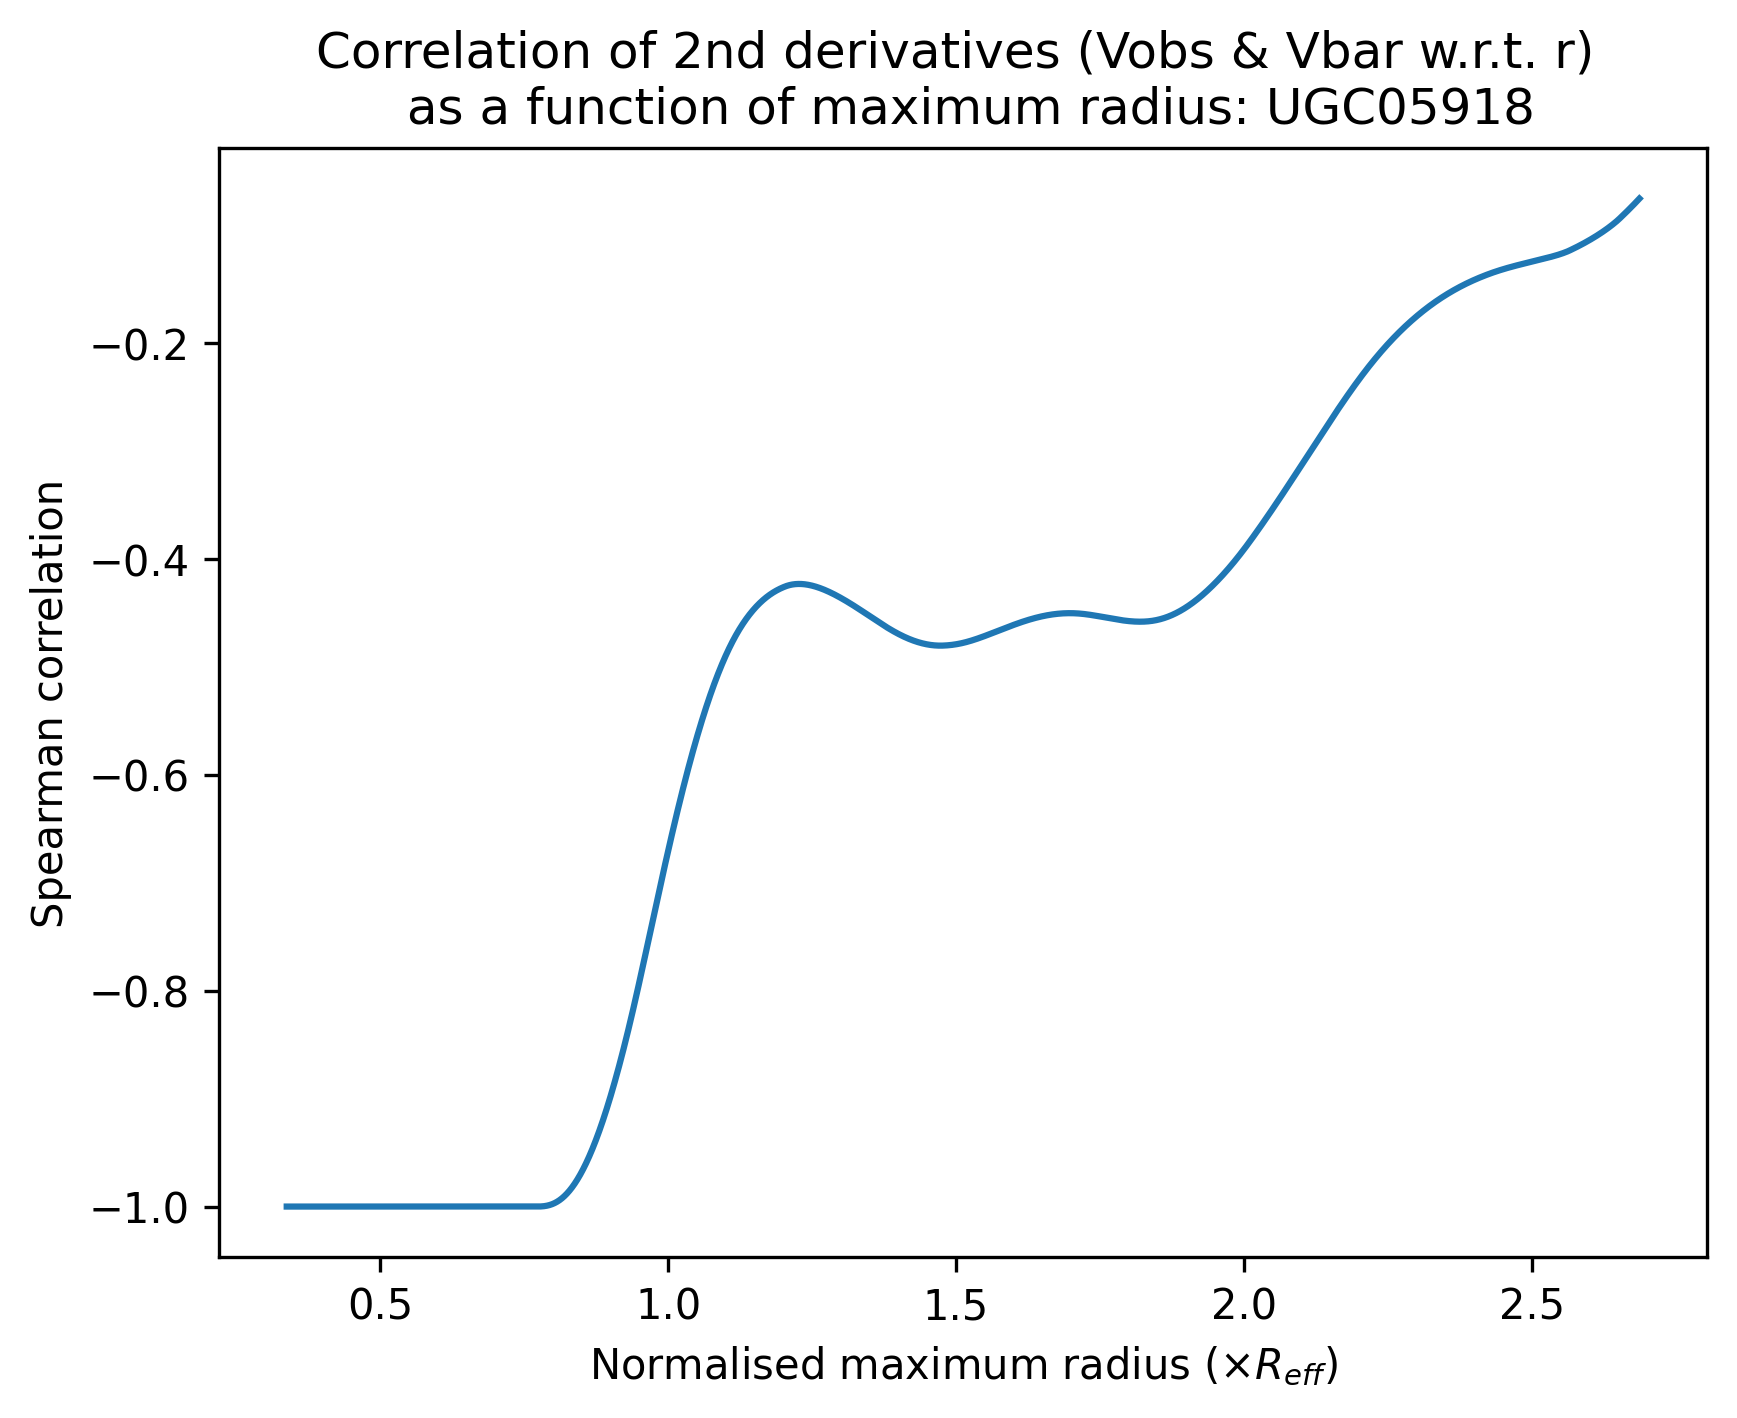 Correlation of 2nd derivatives (Vobs & Vbar w.r.t. r)
as a function of maximum radius: UGC05918
Spearman correlation
−0.2
−0.4
−0.6
−0.8
−1.0
0.5 1.0 1.5 2.0 2.5
Normalised maximum radius (×R_eff)